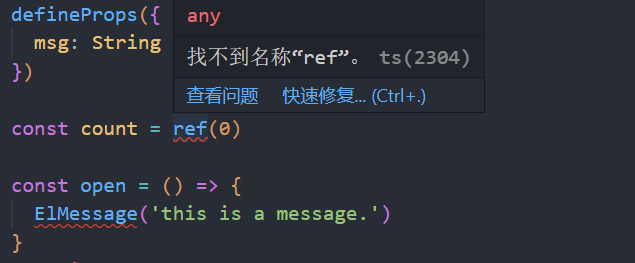 defineProps({
any
msg: String
找不到名称“ref”。 ts(2304)
})
查看问题 快速修复... (Ctrl+.)
const count = ref(0)
const open = () => {
ElMessage('this is a message.')
}